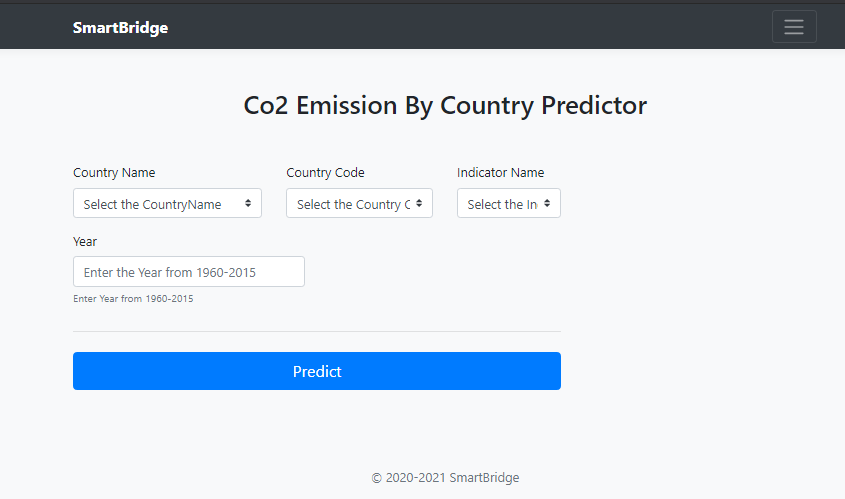 SmartBridge
Co2 Emission By Country Predictor
Country Name
Country Code
Indicator Name
Select the CountryName
Select the Country C
Select the In
Year
Enter the Year from 1960-2015
Enter Year from 1960-2015
Predict
© 2020-2021 SmartBridge